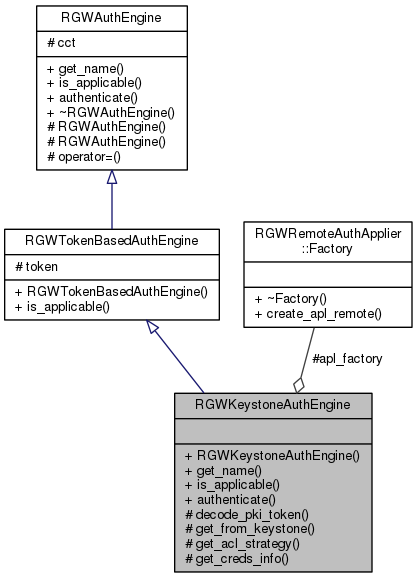 RGWAuthEngine
# cct
+ get_name()
+ is_applicable()
+ authenticate()
+ ~RGWAuthEngine()
# RGWAuthEngine()
# RGWAuthEngine()
# operator=()
RGWTokenBasedAuthEngine
# token
+ RGWTokenBasedAuthEngine()
+ is_applicable()
RGWRemoteAuthApplier
::Factory
+ ~Factory()
+ create_apl_remote()
#apl_factory
RGWKeystoneAuthEngine
+ RGWKeystoneAuthEngine()
+ get_name()
+ is_applicable()
+ authenticate()
# decode_pki_token()
# get_from_keystone()
# get_acl_strategy()
# get_creds_info()